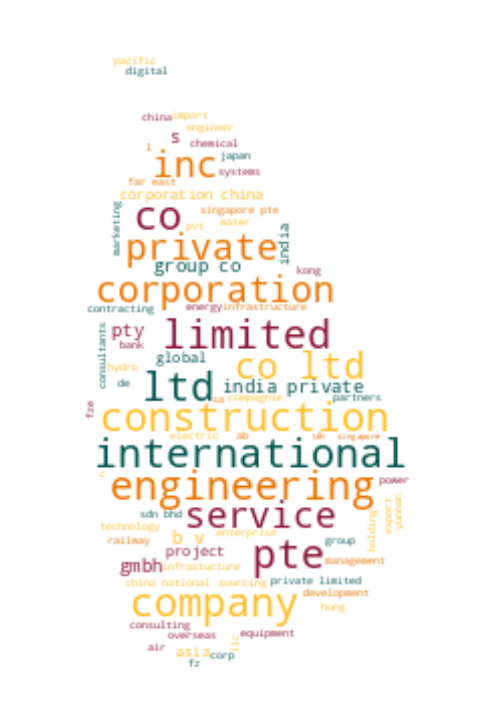 pacific
digital
china import
engineer
s
chemical
l
japan
inc
systems
far east
corporation china
marketing
co
singapore pte
pvt water
india
private
group co
kong
corporation
contracting
energy infrastructure
consultants
pty
limited
bank
global
hydro
co ltd
de
ltd
india private
sa compagnie
partners
fze
construction
electric
ab
uk
singapore
international
c
engineering
power
service
export
yunnan
holding
sdn bhd
technology
enterprise
railway
b v
group
project
pte
management
gmbh
infrastucture
china national sourcing
private limited
development
company
hong
consulting
overseas
equipment
air
llc
asia
corp
fz